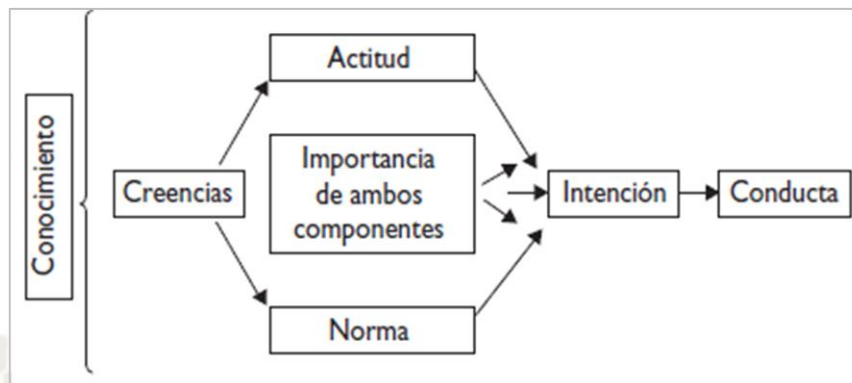 Conocimiento
Creencias
Actitud
Importancia
de ambos
componentes
Norma
Intención
Conducta